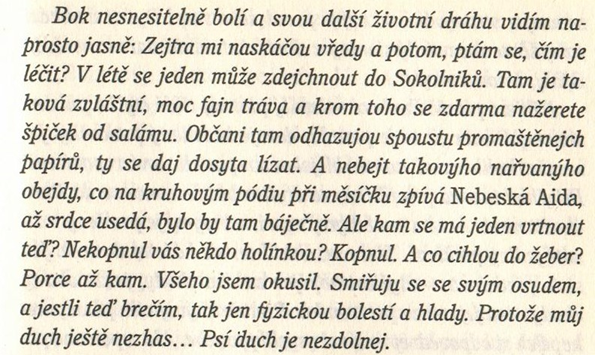 Bok nesnesitelně bolí a svou další životní dráhu vidím na-
prosto jasně: Zejtra mi naskáčou vředy a potom, ptám se, čím je
léčit? V létě se jeden může zdejchnout do Sokolniků. Tam je ta-
ková zvláštní, moc fajn tráva a krom toho se zdarma nažerete
špiček od salámu. Občani tam odhazujou spoustu promaštěnejch
papírů, ty se daj dosyta lízat. A nebejt takovýho nařvanýho
obejdy, co na kruhovým pódiu při měsíčku zpívá Nebeská Aida,
až srdce usedá, bylo by tam báječně. Ale kam se má jeden vrtnout
teď? Nekopnul vás někdo holínkou? Kopnul. A co cihlou do žeber?
Porce až kam. Všeho jsem okusil. Smiřuju se se svým osudem,
a jestli teď brečím, tak jen fyzickou bolestí a hlady. Protože můj
duch ještě nezhas... Psí duch je nezdolnej.